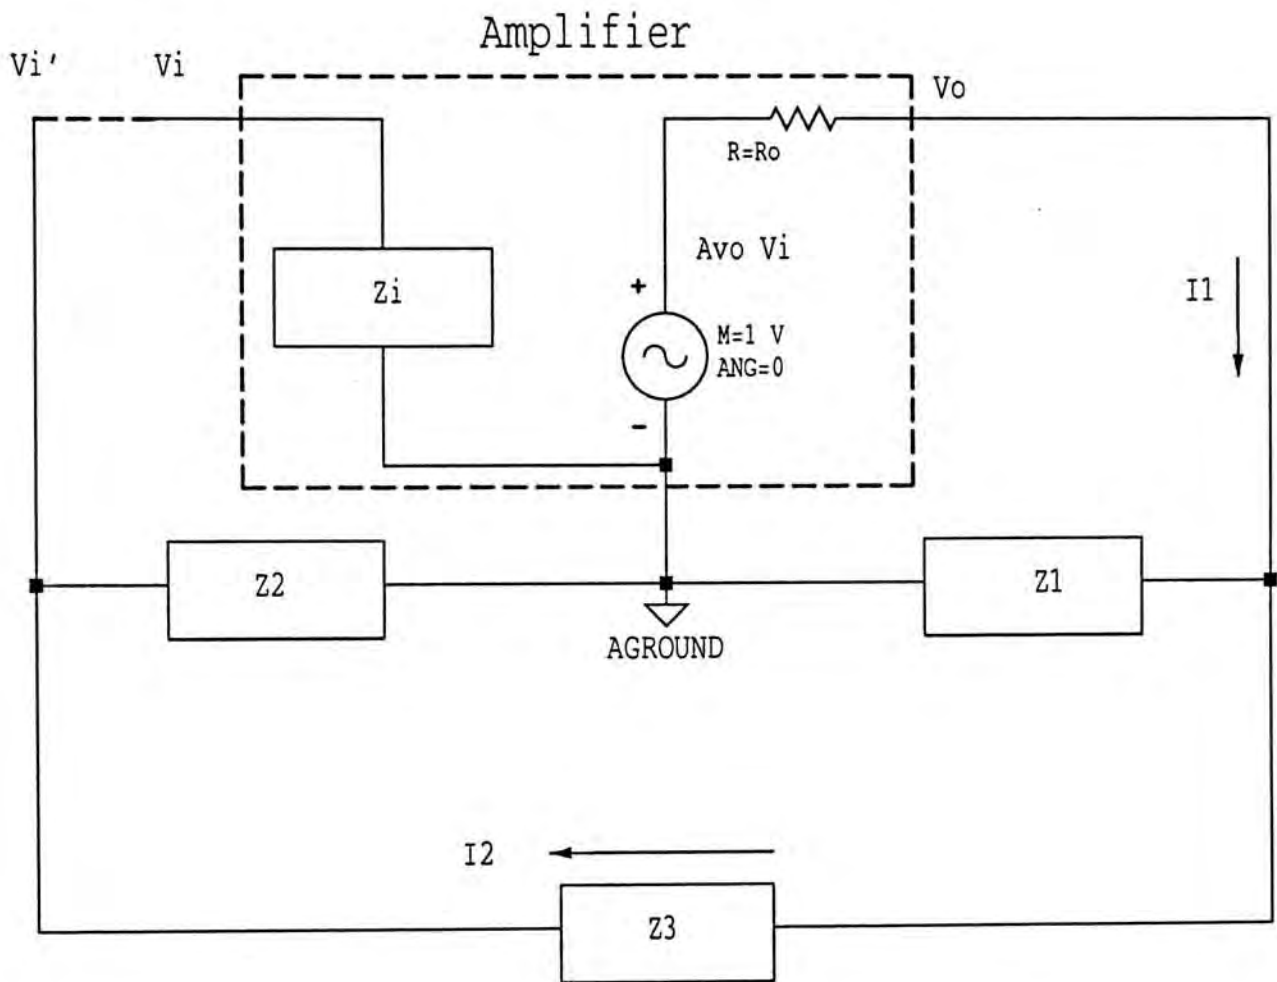 Amplifier
Vi' Vi
Vo
R=Ro
Avo Vi
Zi
+
M=1 V
ANG=0
-
I1
Z2
Z1
AGROUND
I2
Z3